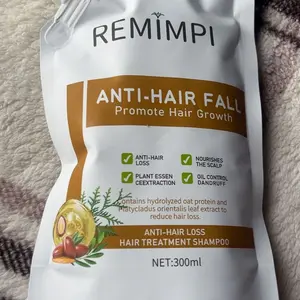 REMIMPI
ANTI-HAIR FALL
Promote Hair Growth
ANTI-HAIR
LOSS
NOURISHES
THE SCALP
PLANT ESSEN
CEEXTRACTION
OIL CONTROL
DANDRUFF
Contains hydrolyzed oat protein and
Platycladus orientalis leaf extract to
reduce hair loss.
ANTI-HAIR LOSS
HAIR TREATMENT SHAMPOO
NET:300ml